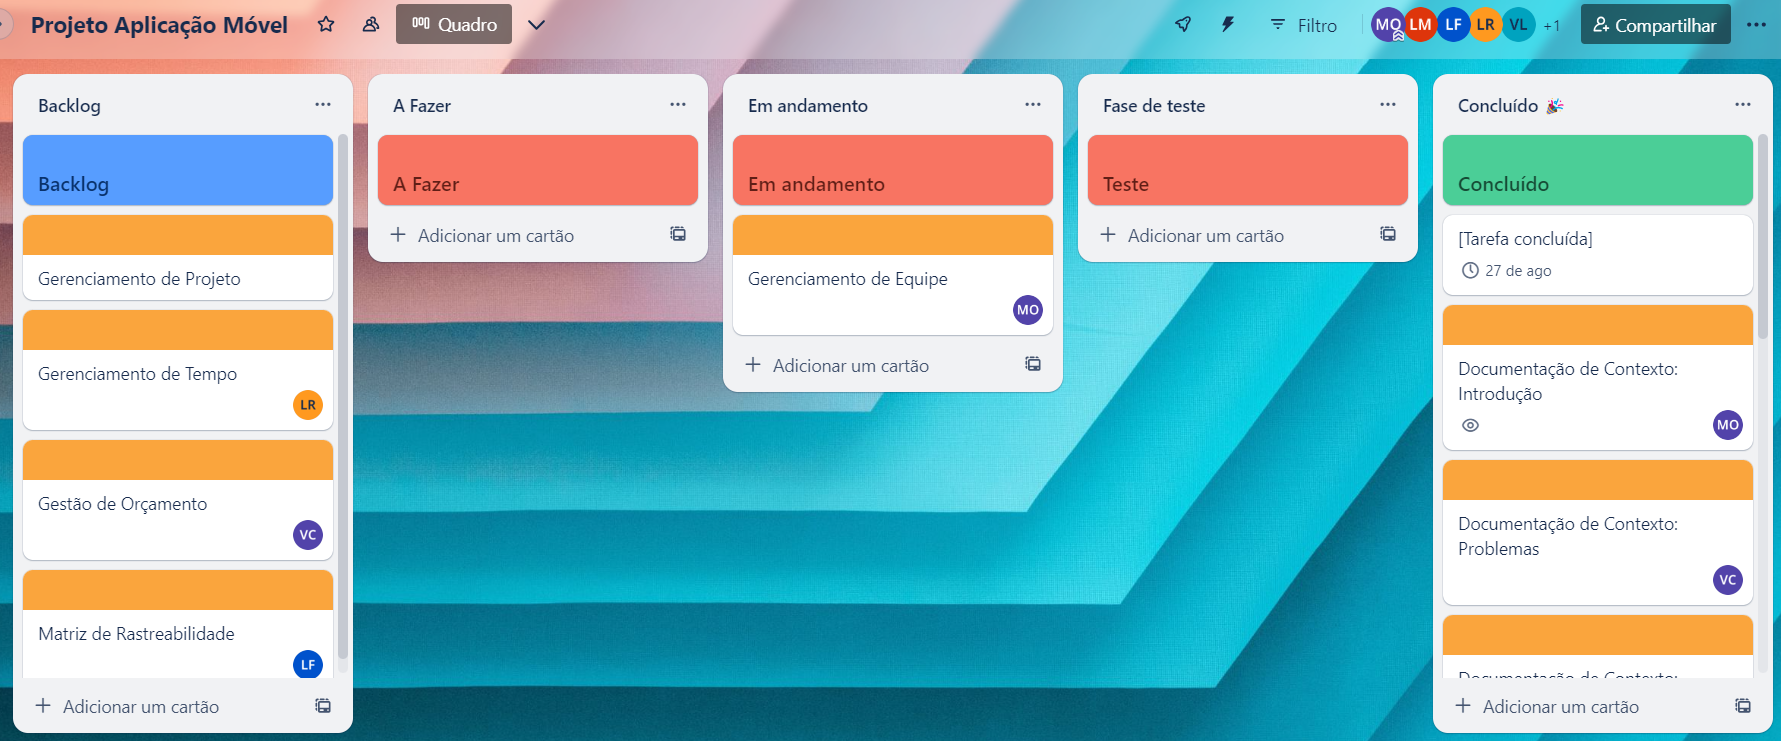 Projeto Aplicação Móvel
Quadro
Filtro
MO
LM
LF
LR
VL
+1
Compartilhar
Backlog
Backlog
Gerenciamento de Projeto
Gerenciamento de Tempo
LR
Gestão de Orçamento
VC
Matriz de Rastreabilidade
LF
Adicionar um cartão
A Fazer
A Fazer
Adicionar um cartão
Em andamento
Em andamento
Gerenciamento de Equipe
MO
Adicionar um cartão
Fase de teste
Teste
Adicionar um cartão
Concluído 🎉
Concluído
[Tarefa concluída]
27 de ago
Documentação de Contexto:
Introdução
MO
Documentação de Contexto:
Problemas
VC
Documentação de Contexto:
Adicionar um cartão